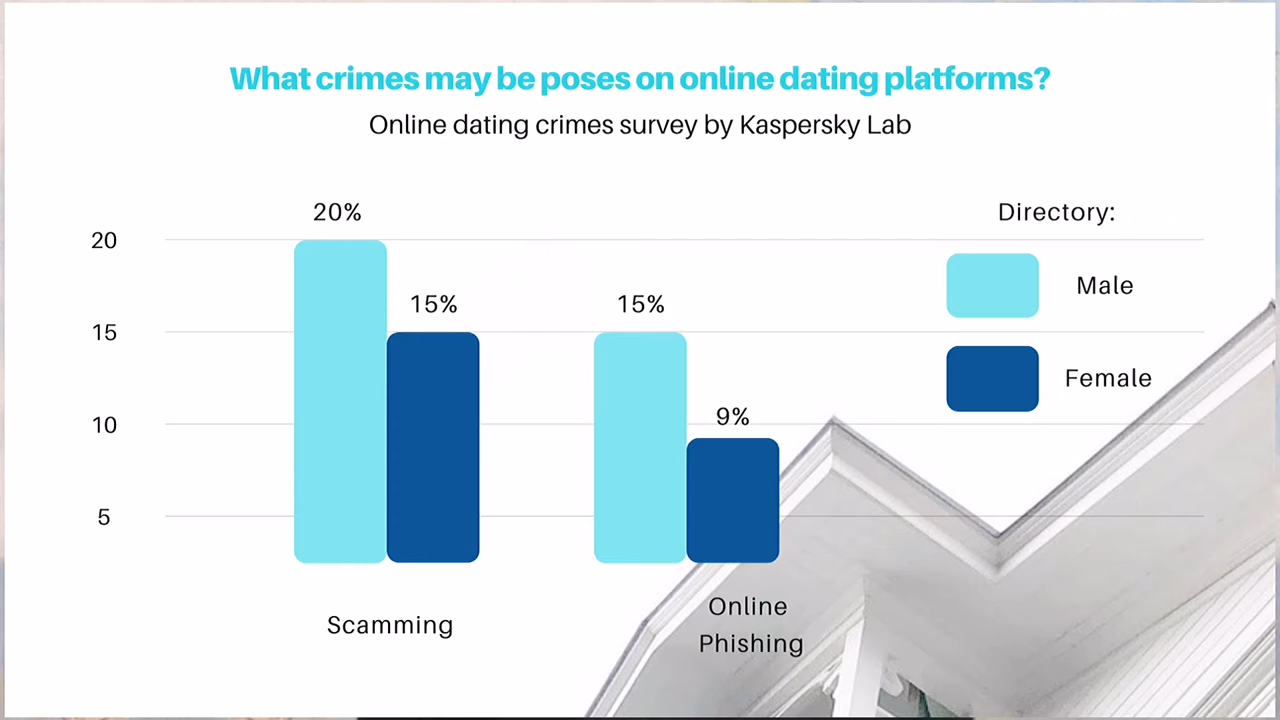 What crimes may be poses on online dating platforms?
Online dating crimes survey by Kaspersky Lab
20%
Directory:
20
Male
15%
15%
15
Female
9%
10
5
Online
Scamming
Phishing